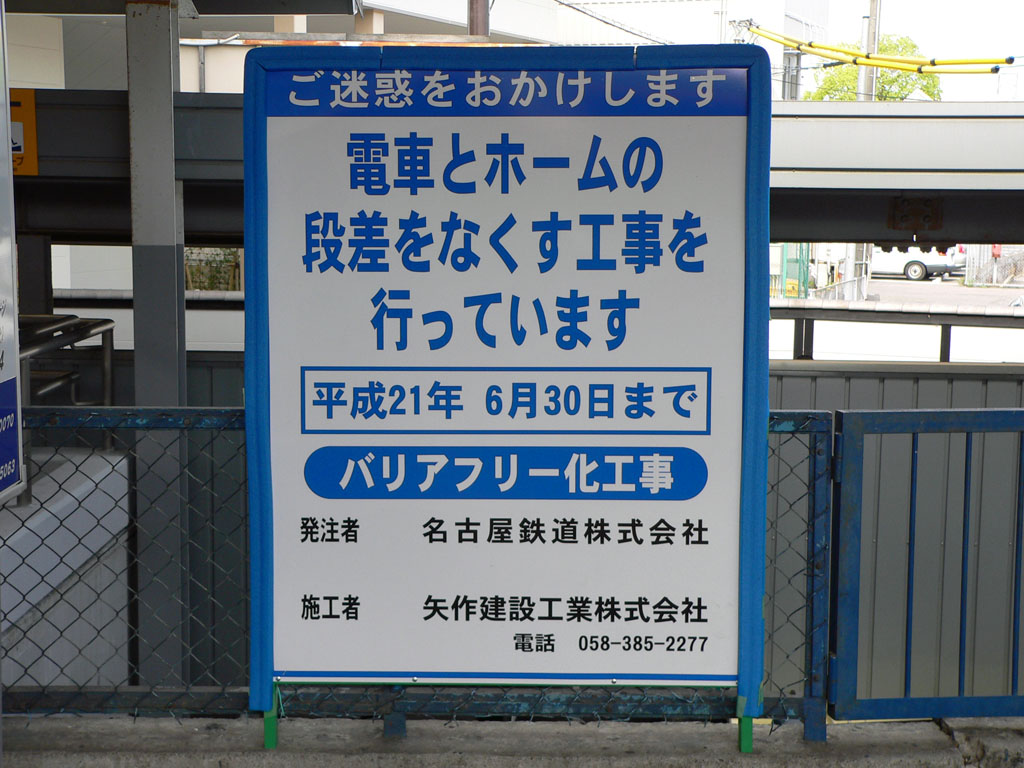 ご迷惑をおかけします
電車とホームの
段差をなくす工事を
行っています
平成21年 6月30日まで
バリアフリー化工事
発注者 名古屋鉄道株式会社
施工者 矢作建設工業株式会社
電話 058-385-2277
0070
5063